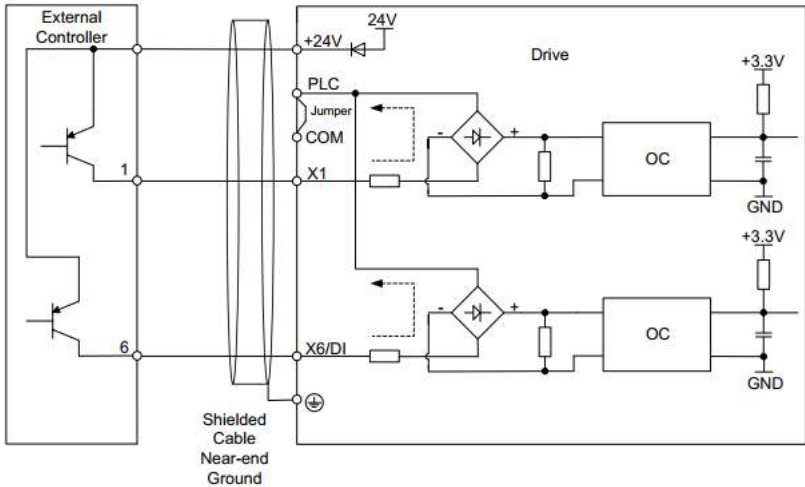 External
Controller
24V
+24V
Drive
+3.3V
PLC
Jumper
COM
-
+
OC
1
X1
GND
+3.3V
-
+
OC
6
X6/DI
GND
Shielded
Cable
Near-end
Ground